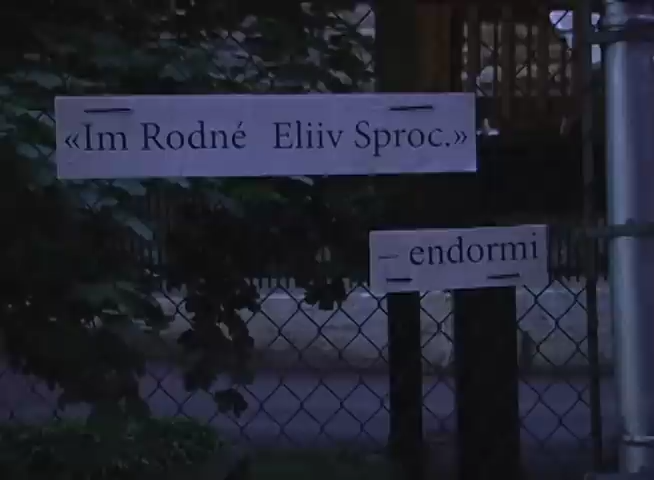 «Im Rodné Eliiv Sproc.»
– endormi